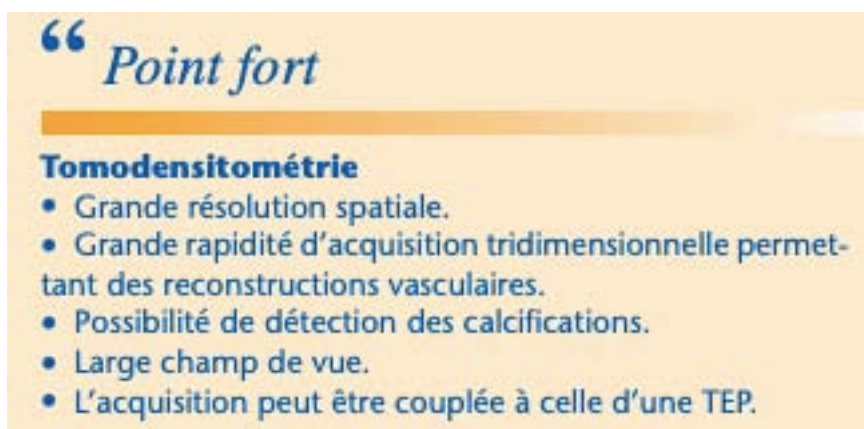 “ Point fort
Tomodensitométrie
• Grande résolution spatiale.
• Grande rapidité d’acquisition tridimensionnelle permet-
tant des reconstructions vasculaires.
• Possibilité de détection des calcifications.
• Large champ de vue.
• L’acquisition peut être couplée à celle d’une TEP.